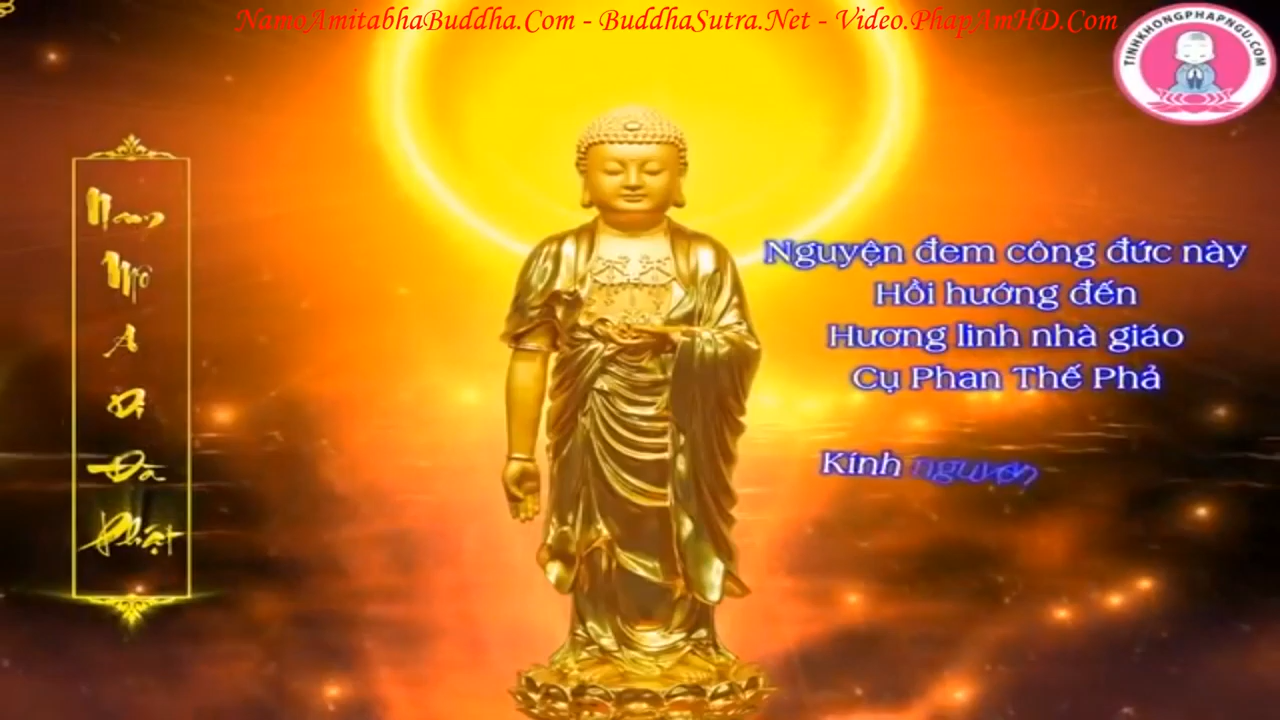 NamoAmitabhaBuddha.Com - BuddhaSutra.Net - Video.PhapAmHD.Com
TINHKHONGPHAPNGU.COM
Nam
Mô
A
Di
Đà
Phật
Nguyện đem công đức này
Hồi hướng đến
Hương linh nhà giáo
Cụ Phan Thế Phả
Kính nguyện